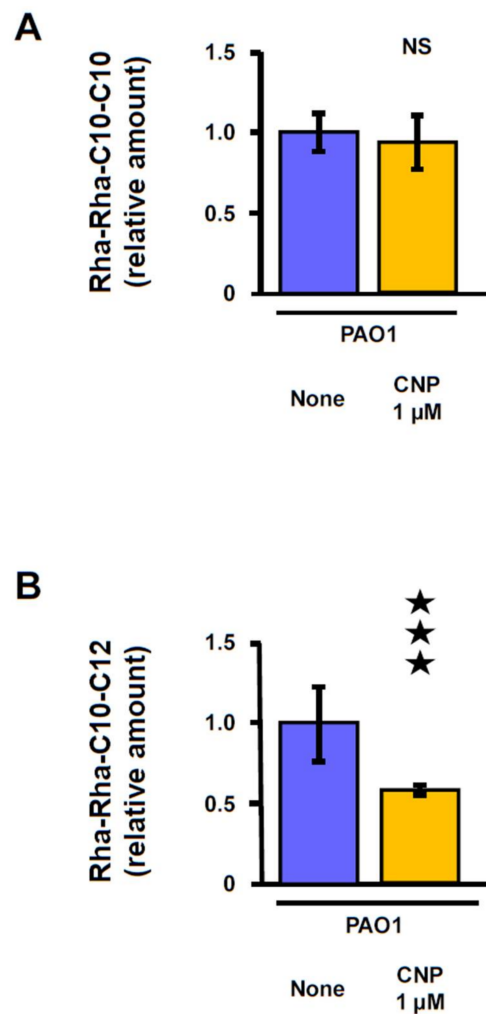 A
Rha-Rha-C10-C10
(relative amount)
1.5
1.0
0.5
0
NS
PAO1
None
CNP
1 µM
B
Rha-Rha-C10-C12
(relative amount)
1.5
1.0
0.5
0
★
★
★
PAO1
None
CNP
1 µM